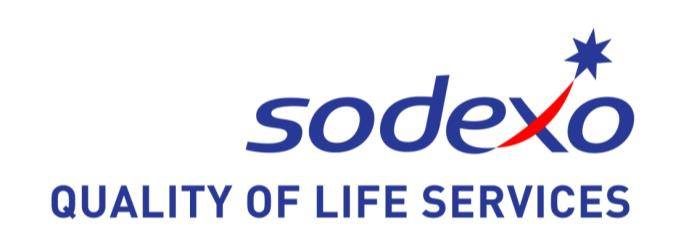 sodexo
QUALITY OF LIFE SERVICES